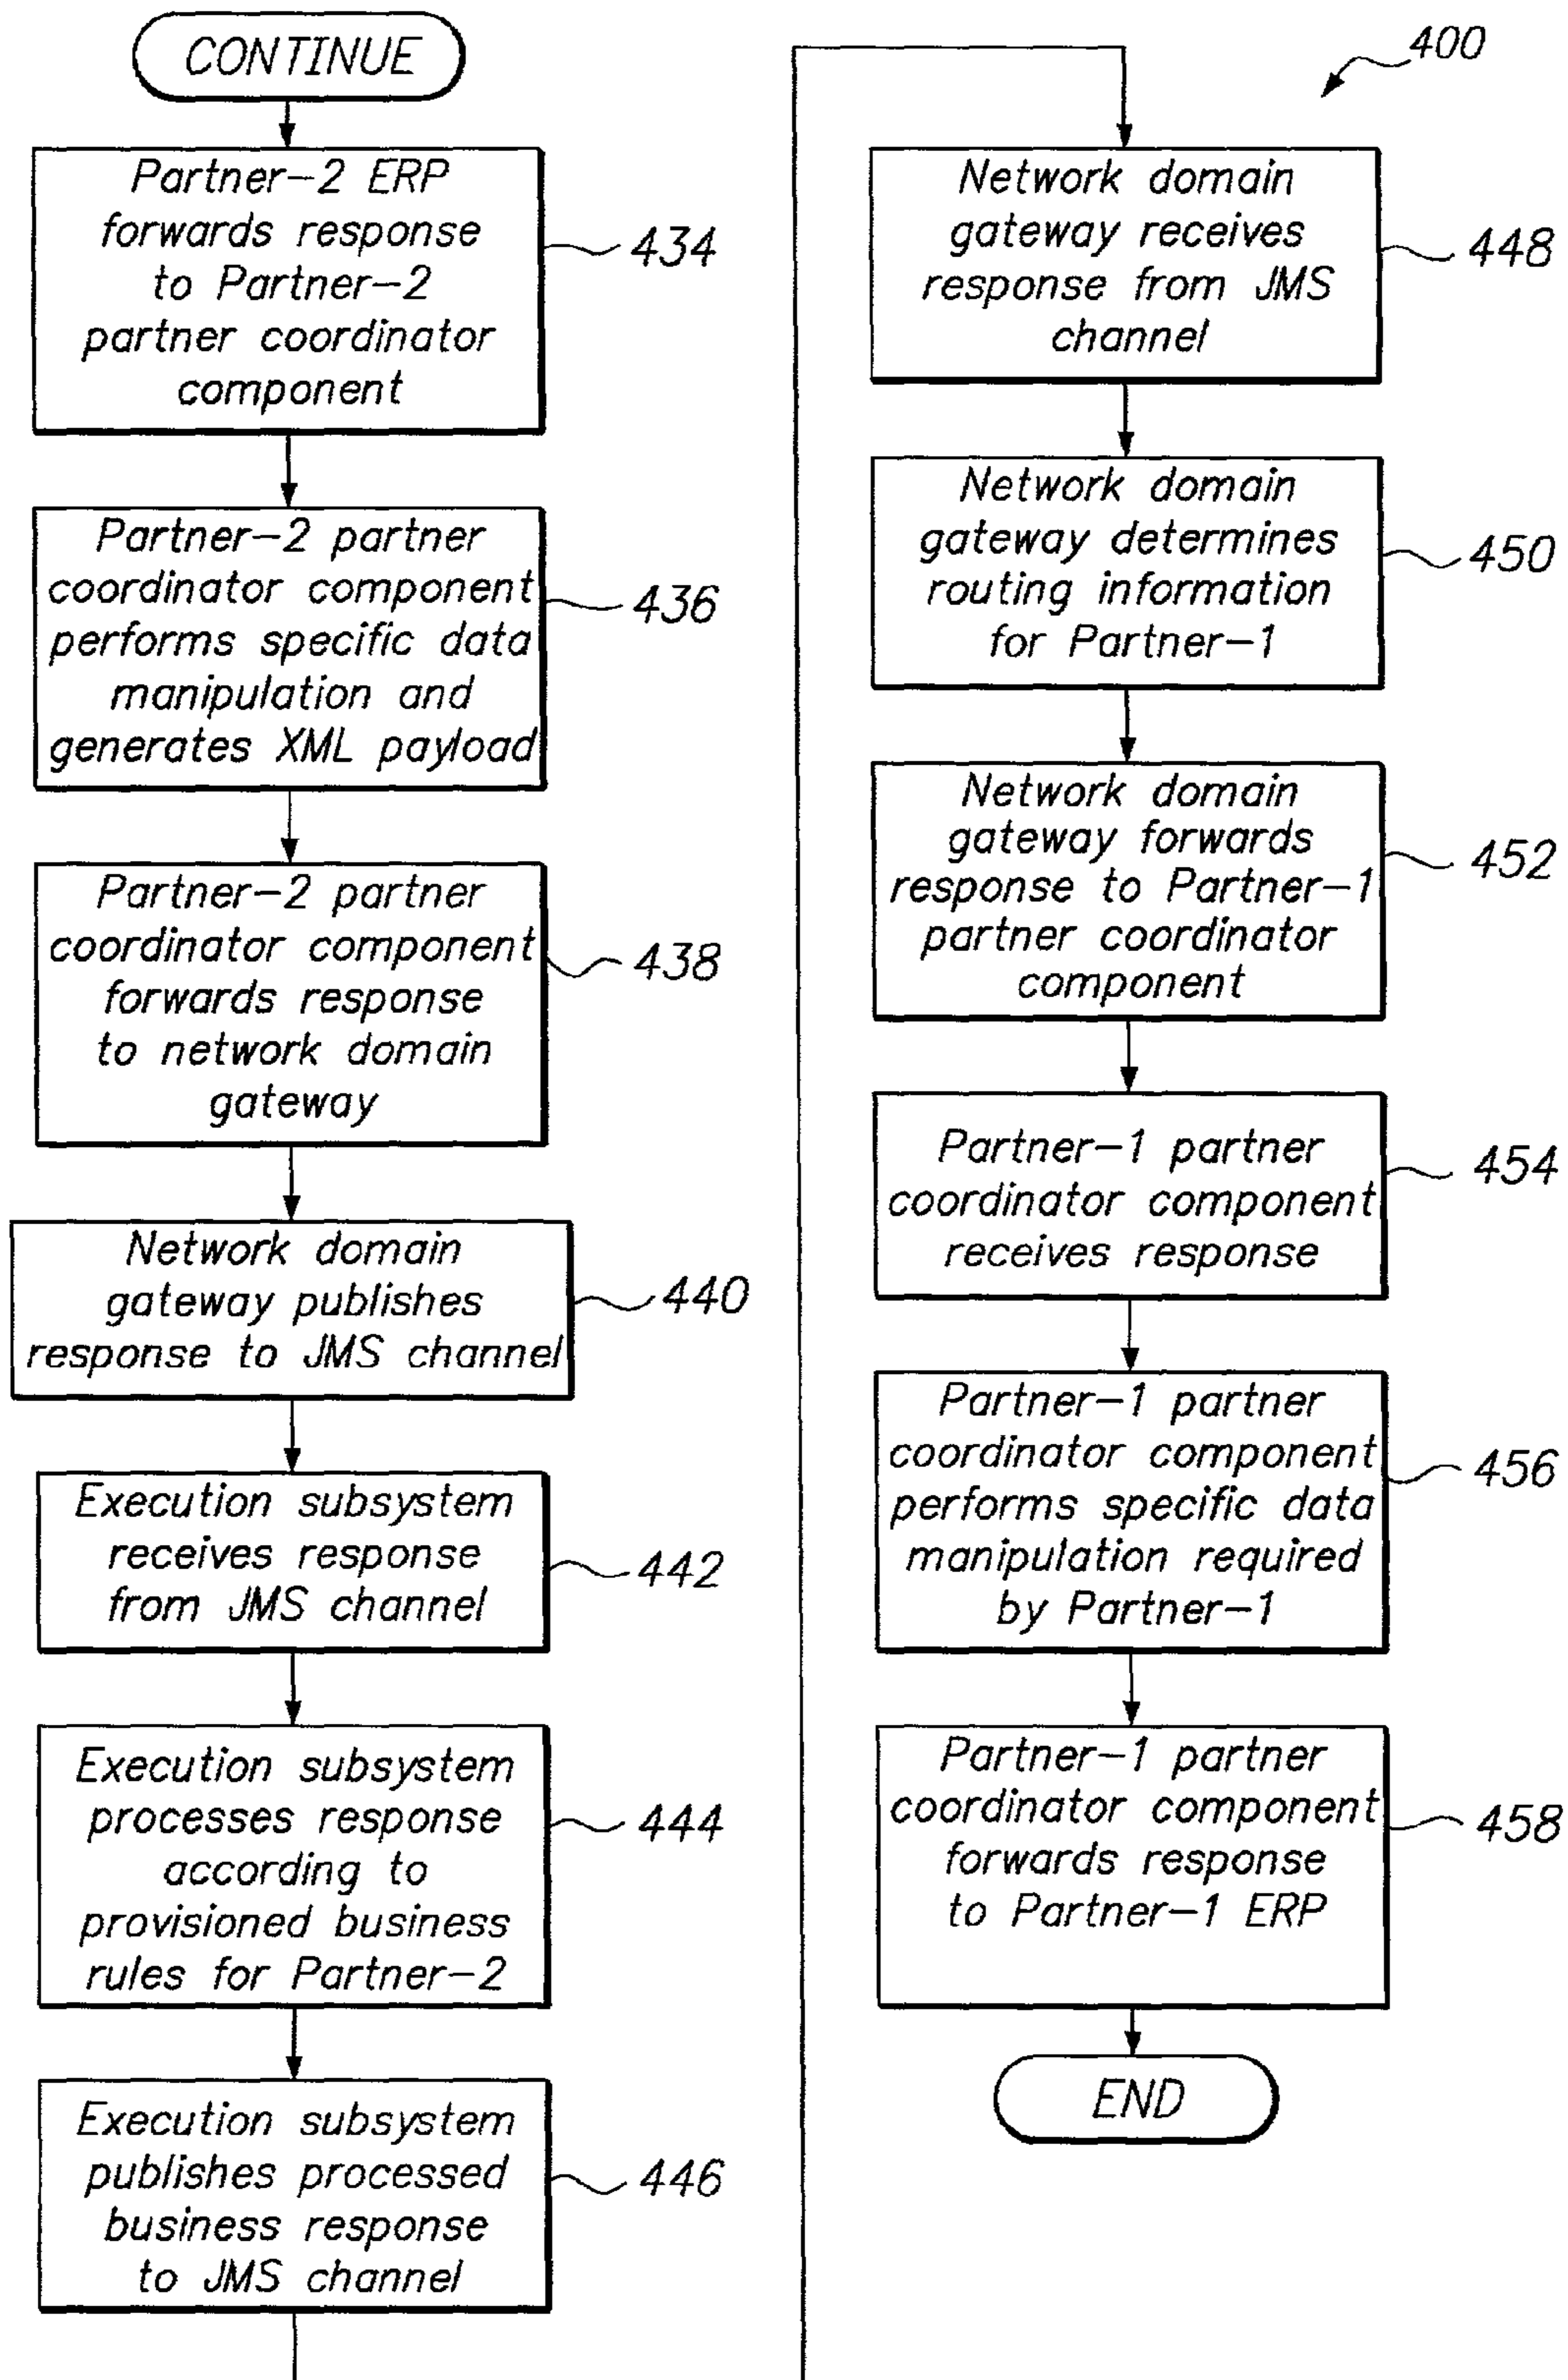 CONTINUE
Partner-2 ERP
forwards response
to Partner-2
partner coordinator
component
434
Partner-2 partner
coordinator component
performs specific data
manipulation and
generates XML payload
436
Partner-2 partner
coordinator component
forwards response
to network domain
gateway
438
Network domain
gateway publishes
response to JMS channel
440
Execution subsystem
receives response
from JMS channel
442
Execution subsystem
processes response
according to
provisioned business
rules for Partner-2
444
Execution subsystem
publishes processed
business response
to JMS channel
446
400
Network domain
gateway receives
response from JMS
channel
448
Network domain
gateway determines
routing information
for Partner-1
450
Network domain
gateway forwards
response to Partner-1
partner coordinator
component
452
Partner-1 partner
coordinator component
receives response
454
Partner-1 partner
coordinator component
performs specific data
manipulation required
by Partner-1
456
Partner-1 partner
coordinator component
forwards response
to Partner-1 ERP
458
END